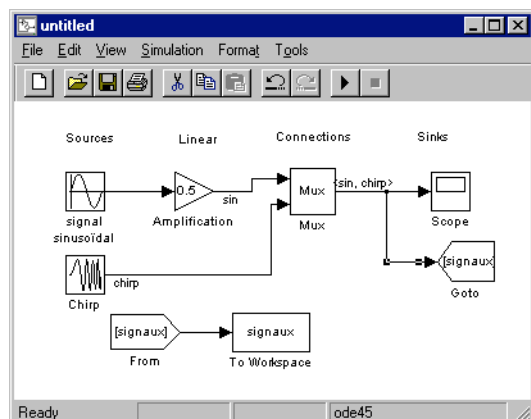 untitled
File Edit View Simulation Format Tools
Sources Linear Connections Sinks
0.5
sin
Mux
<sin, chirp>
signal
sinusoïdal
Amplification
Mux
Scope
chirp
Chirp
[signaux]
Goto
[signaux]
signaux
From
To Workspace
Ready ode45